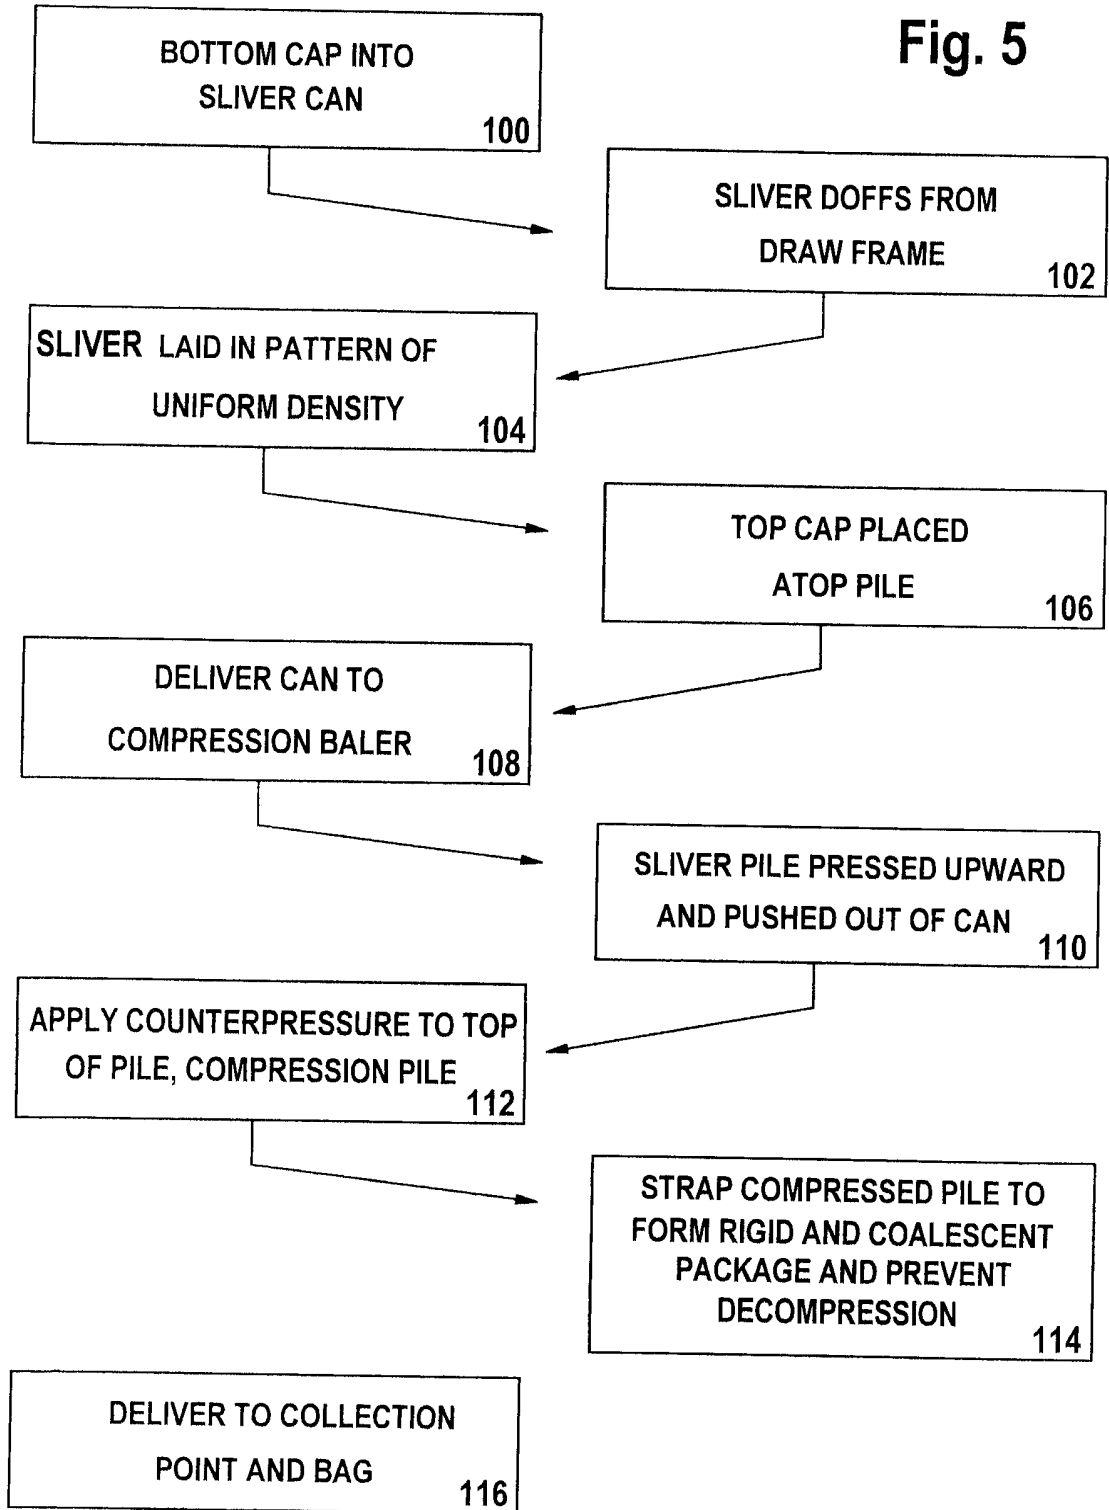 Fig. 5
BOTTOM CAP INTO
SLIVER CAN
100
SLIVER DOFFS FROM
DRAW FRAME
102
SLIVER LAID IN PATTERN OF
UNIFORM DENSITY
104
TOP CAP PLACED
ATOP PILE
106
DELIVER CAN TO
COMPRESSION BALER
108
SLIVER PILE PRESSED UPWARD
AND PUSHED OUT OF CAN
110
APPLY COUNTERPRESSURE TO TOP
OF PILE, COMPRESSION PILE
112
STRAP COMPRESSED PILE TO
FORM RIGID AND COALESCENT
PACKAGE AND PREVENT
DECOMPRESSION
114
DELIVER TO COLLECTION
POINT AND BAG
116